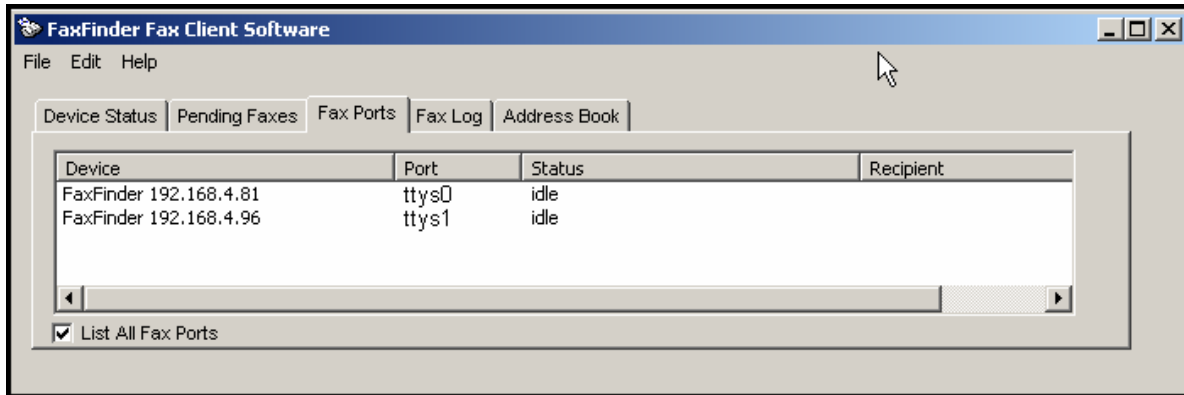 FaxFinder Fax Client Software
File Edit Help
Device Status Pending Faxes Fax Ports Fax Log Address Book
Device Port Status Recipient
FaxFinder 192.168.4.81 ttys0 idle
FaxFinder 192.168.4.96 ttys1 idle
List All Fax Ports